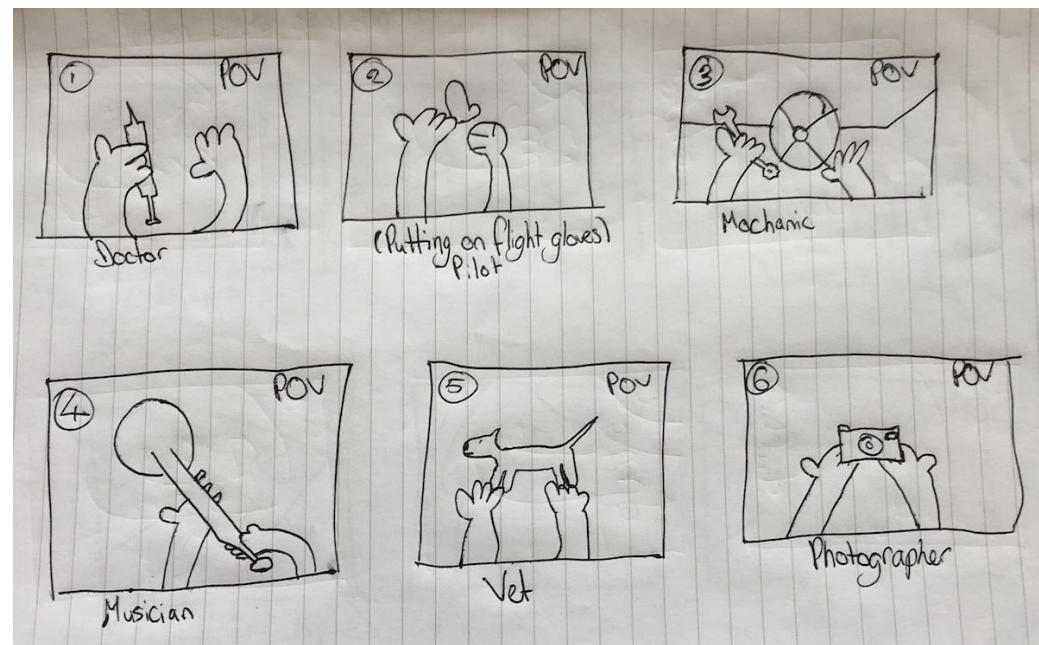 ① POV
② POV
③ POV
Doctor
(Putting on flight gloves)
Pilot
Mechanic
④ POV
⑤ POV
⑥ POV
Musician
Vet
Photographer